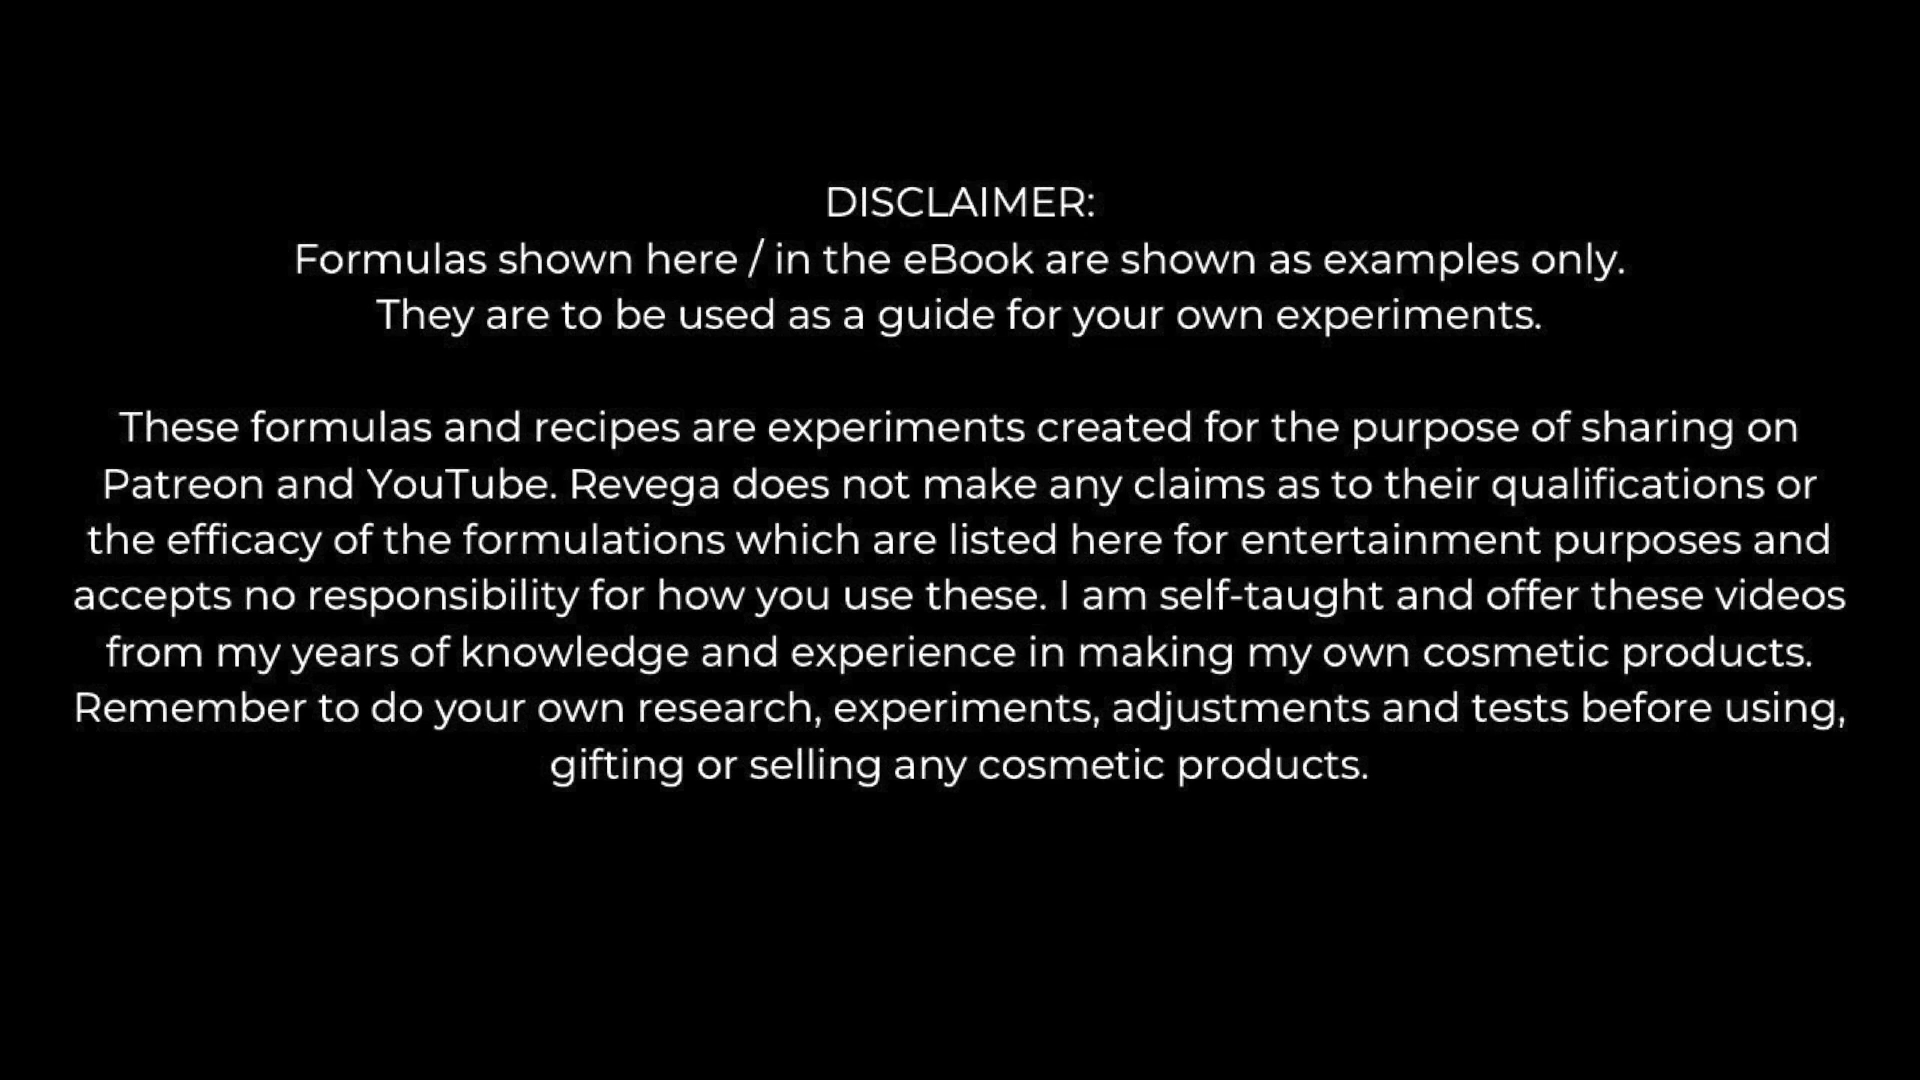 DISCLAIMER:
Formulas shown here / in the eBook are shown as examples only.
They are to be used as a guide for your own experiments.
These formulas and recipes are experiments created for the purpose of sharing on
Patreon and YouTube. Revega does not make any claims as to their qualifications or
the efficacy of the formulations which are listed here for entertainment purposes and
accepts no responsibility for how you use these. I am self-taught and offer these videos
from my years of knowledge and experience in making my own cosmetic products.
Remember to do your own research, experiments, adjustments and tests before using,
gifting or selling any cosmetic products.